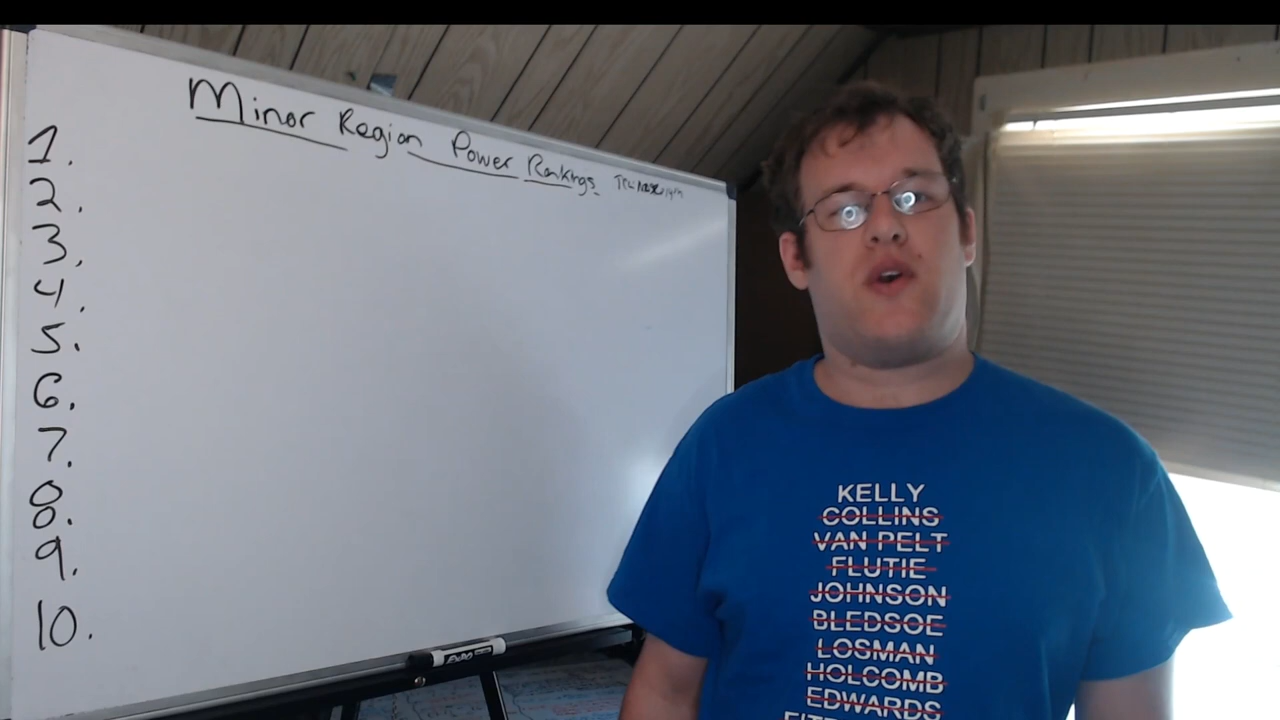 Minor Region Power Rankings
1.
2.
3.
4.
5.
6.
7.
8.
9.
10.
EXPO
KELLY
COLLINS
VAN PELT
FLUTIE
JOHNSON
BLEDSOE
LOSMAN
HOLCOMB
EDWARDS